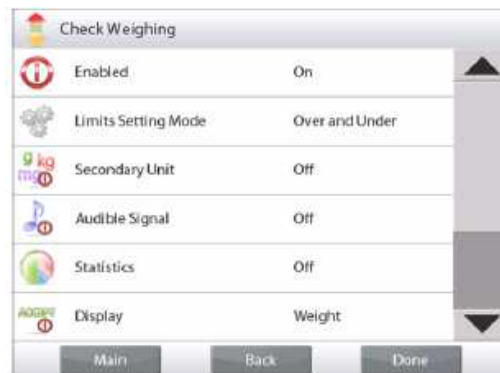 Check Weighing
Enabled On
Limits Setting Mode Over and Under
g kg
mg
Secondary Unit Off
Audible Signal Off
Statistics Off
ACCEPT
Display Weight
Main Back Done